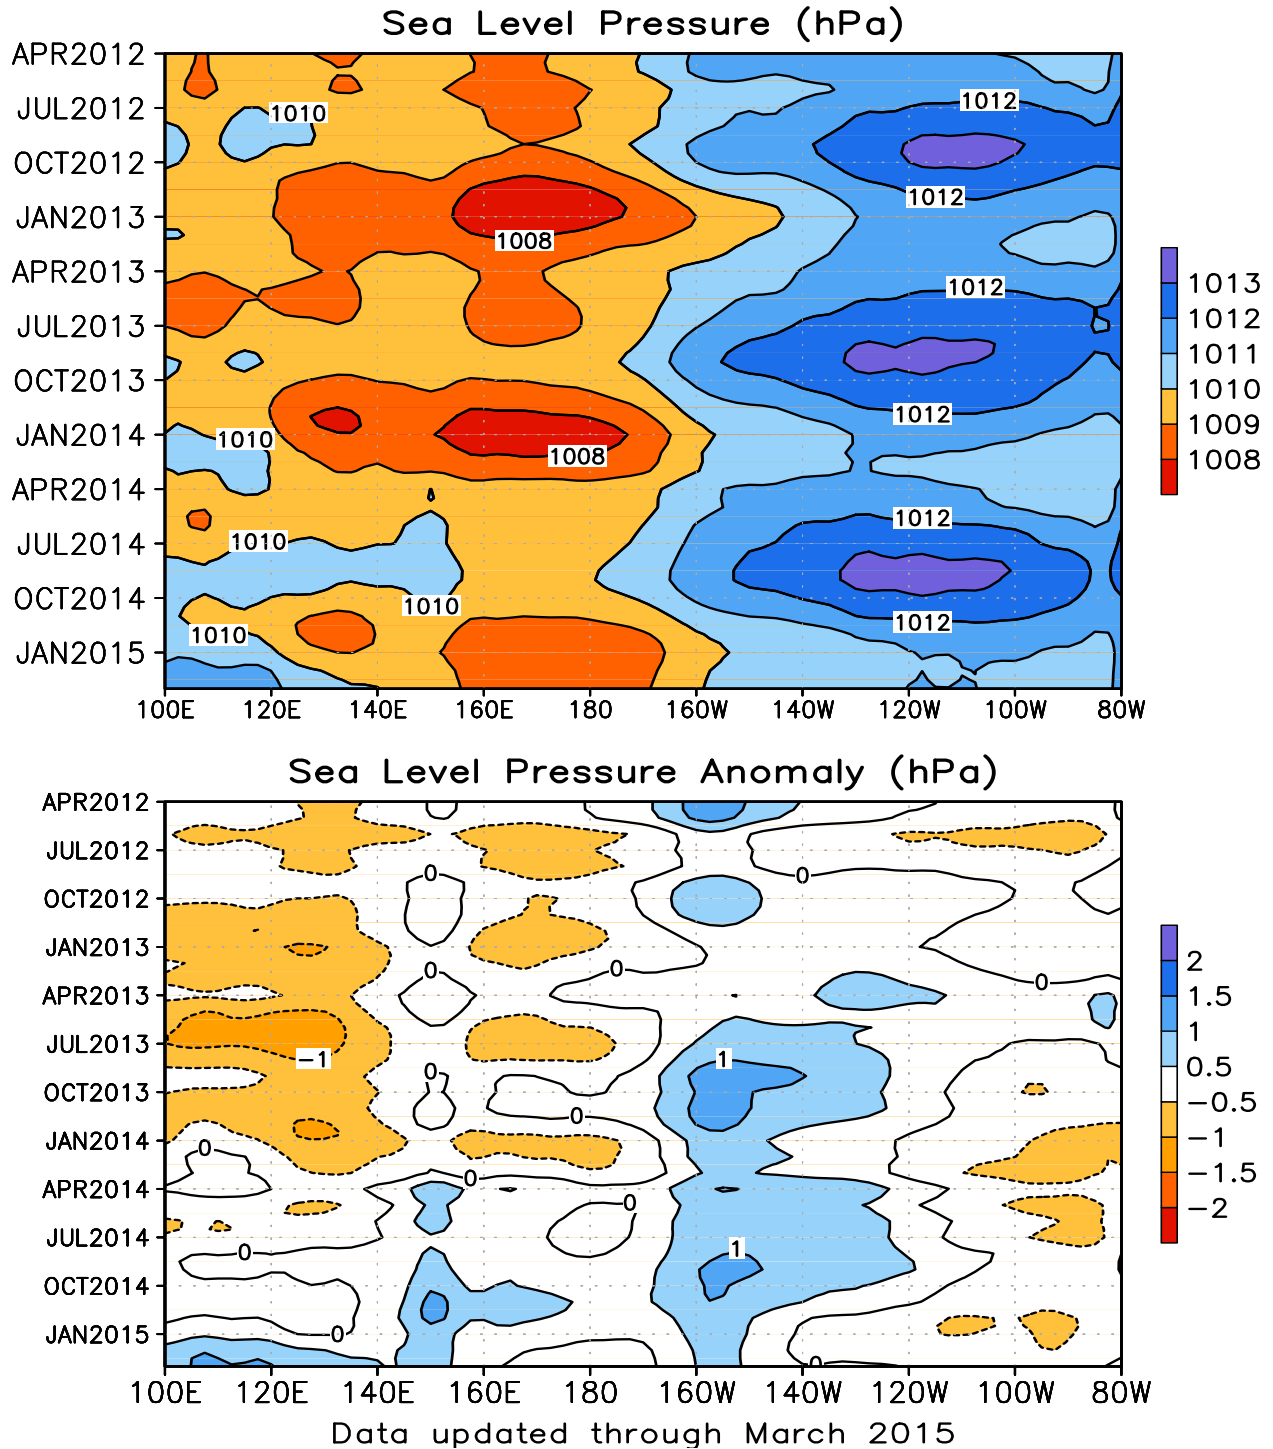 Sea Level Pressure (hPa)
APR2012
JUL2012
OCT2012
JAN2013
APR2013
JUL2013
OCT2013
JAN2014
APR2014
JUL2014
OCT2014
JAN2015
1010
1012
1012
1008
1012
1012
1010
1008
1012
1010
1010
1012
1010
100E 120E 140E 160E 180 160W 140W 120W 100W 80W
1013
1012
1011
1010
1009
1008
Sea Level Pressure Anomaly (hPa)
APR2012
JUL2012
OCT2012
JAN2013
APR2013
JUL2013
OCT2013
JAN2014
APR2014
JUL2014
OCT2014
JAN2015
0 0
0 0 0
-1 1
0 0
0 0
0
0 1
0 0
100E 120E 140E 160E 180 160W 140W 120W 100W 80W
2
1.5
1
0.5
-0.5
-1
-1.5
-2
Data updated through March 2015